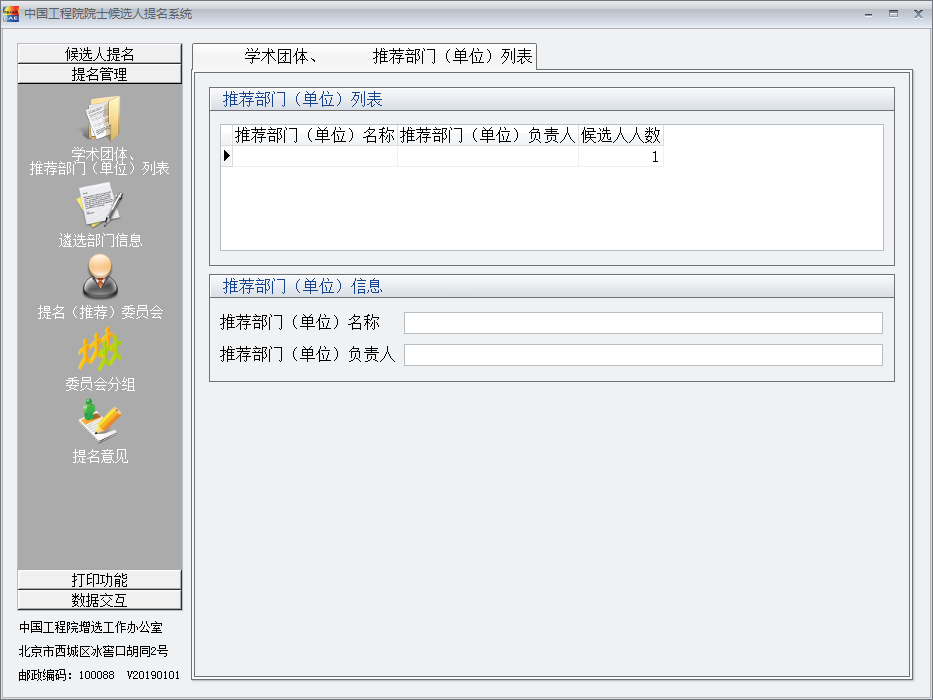 中国工程院院士候选人提名系统
候选人提名
提名管理
学术团体、
推荐部门（单位）列表
遴选部门信息
提名（推荐）委员会
委员会分组
提名意见
打印功能
数据交互
中国工程院增选工作办公室
北京市西城区冰窖口胡同2号
邮政编码：100088 V20190101
学术团体、 推荐部门（单位）列表
推荐部门（单位）列表
推荐部门（单位）名称 推荐部门（单位）负责人 候选人人数
1
推荐部门（单位）信息
推荐部门（单位）名称
推荐部门（单位）负责人